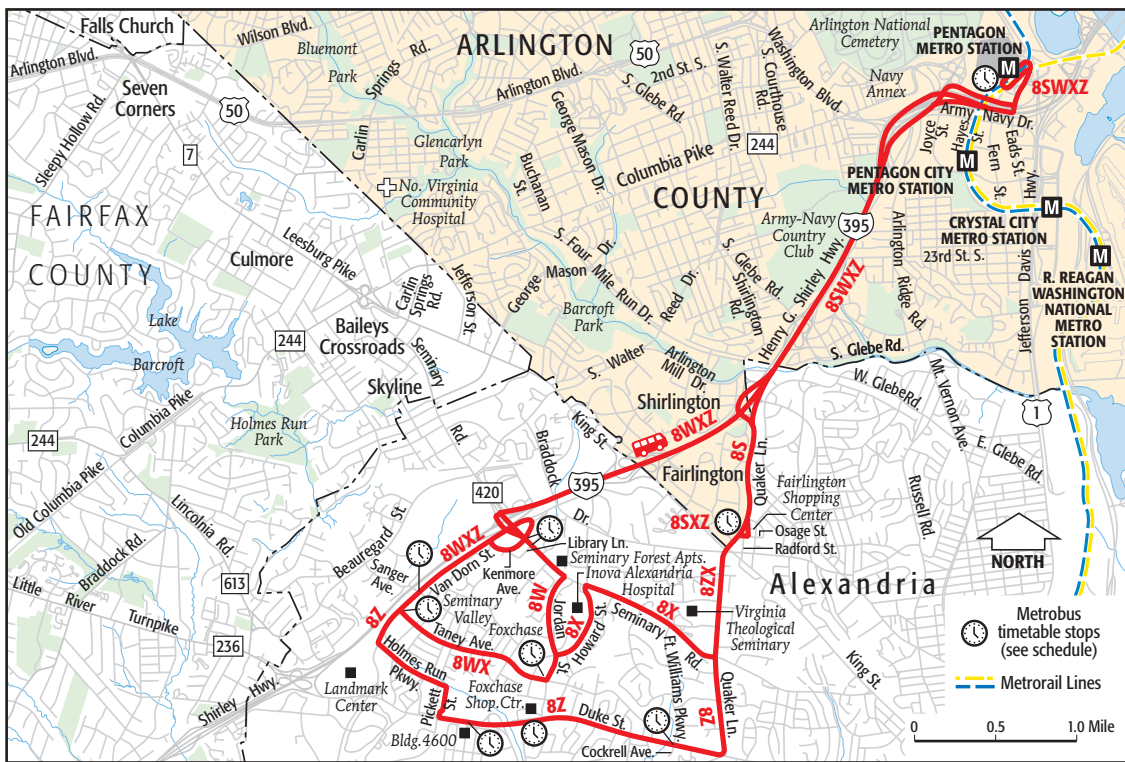 Falls Church
Wilson Blvd.
ARLINGTON
Arlington National
Cemetery
PENTAGON
METRO STATION
M
Bluemont
Park
Springs
Rd.
50
2nd St. S.
S. Glebe Rd.
S. Walter Reed Dr.
S. Courthouse
Rd.
Washington Blvd.
Navy
Annex
8SWXZ
Arlington Blvd.
Seven
Corners
50
Arlington Blvd.
Army
Navy Dr.
Sleepy Hollow Rd.
Carlin
Glencarlyn
Park
George Mason Dr.
Columbia Pike
244
Joyce
St.
Hayes
St.
Fern
St.
Eads St.
Hwy.
7
No. Virginia
Community
Hospital
Buchanan
St.
COUNTY
PENTAGON CITY
METRO STATION
M
FAIRFAX
COUNTY
Leesburg Pike
Culmore
S. Four Mile Run Dr.
Army-Navy
Country
Club
395
Arlington
Ridge Rd.
23rd St. S.
CRYSTAL CITY
METRO STATION
M
M
Carlin
Springs
Rd.
Jefferson St.
George
Mason
Dr.
Barcroft
Park
Reed Dr.
S. Glebe Rd.
Shirlington
Rd.
Henry G. Shirley Hwy.
8SWXZ
Jefferson
Davis
R. REAGAN
WASHINGTON
NATIONAL
METRO
STATION
Lake
Barcroft
244
Baileys
Crossroads
Seminary
Rd.
Skyline
S. Walter
Arlington
Mill Dr.
S. Glebe Rd.
W. Glebe Rd.
Mt. Vernon Ave.
1
Columbia Pike
244
Holmes Run
Park
Shirlington
King St.
8WXZ
8S
E. Glebe Rd.
Old Columbia Pike
Lincolnia Rd.
Braddock
Dr.
395
Fairlington
Quaker Ln.
Fairlington
Shopping
Center
Russell Rd.
420
8SXZ
Osage St.
Radford St.
Braddock Rd.
Beauregard St.
8WXZ
Library Ln.
Seminary Forest Apts.
Inova Alexandria
Hospital
8ZX
NORTH
Alexandria
613
Sanger
Ave.
Van Dorn St.
Kenmore
Ave.
8W
Little
River
Turnpike
8Z
Seminary
Valley
Foxchase
Jordan
St.
8X
Howard St.
Seminary
Rd.
8X
Virginia
Theological
Seminary
Metrobus
timetable stops
(see schedule)
236
Taney Ave.
8WX
Holmes Run
Pkwy.
Ft. Williams Pkwy.
King St.
Shirley Hwy.
Landmark
Center
Pickett
St.
Foxchase
Shop.Ctr.
8Z
Duke St.
8Z
Quaker Ln.
Metrorail Lines
Bldg.4600
Cockrell Ave.
0
0.5
1.0 Mile